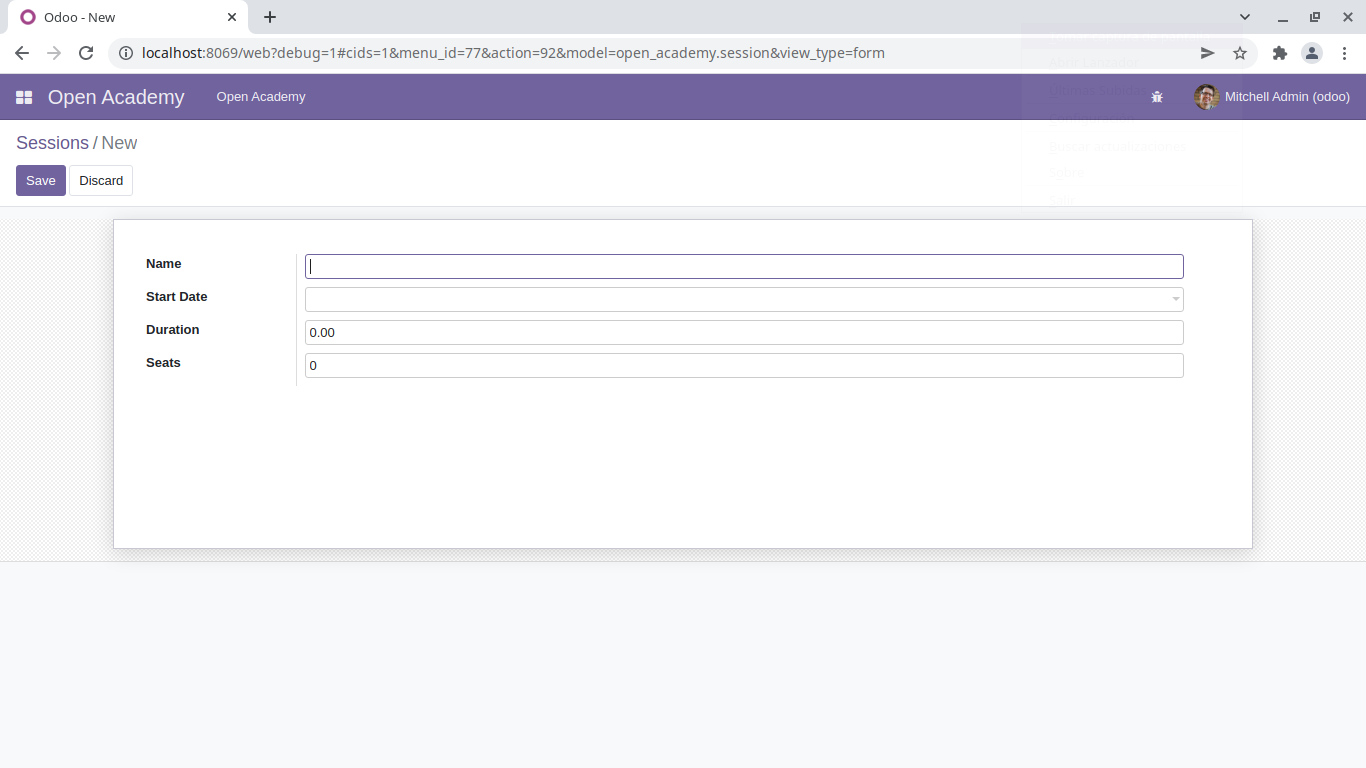 Odoo - New
localhost:8069/web?debug=1#cids=1&menu_id=77&action=92&model=open_academy.session&view_type=form
Open Academy
Open Academy
Mitchell Admin (odoo)
Sessions / New
Save
Discard
Name
Start Date
Duration
0.00
Seats
0